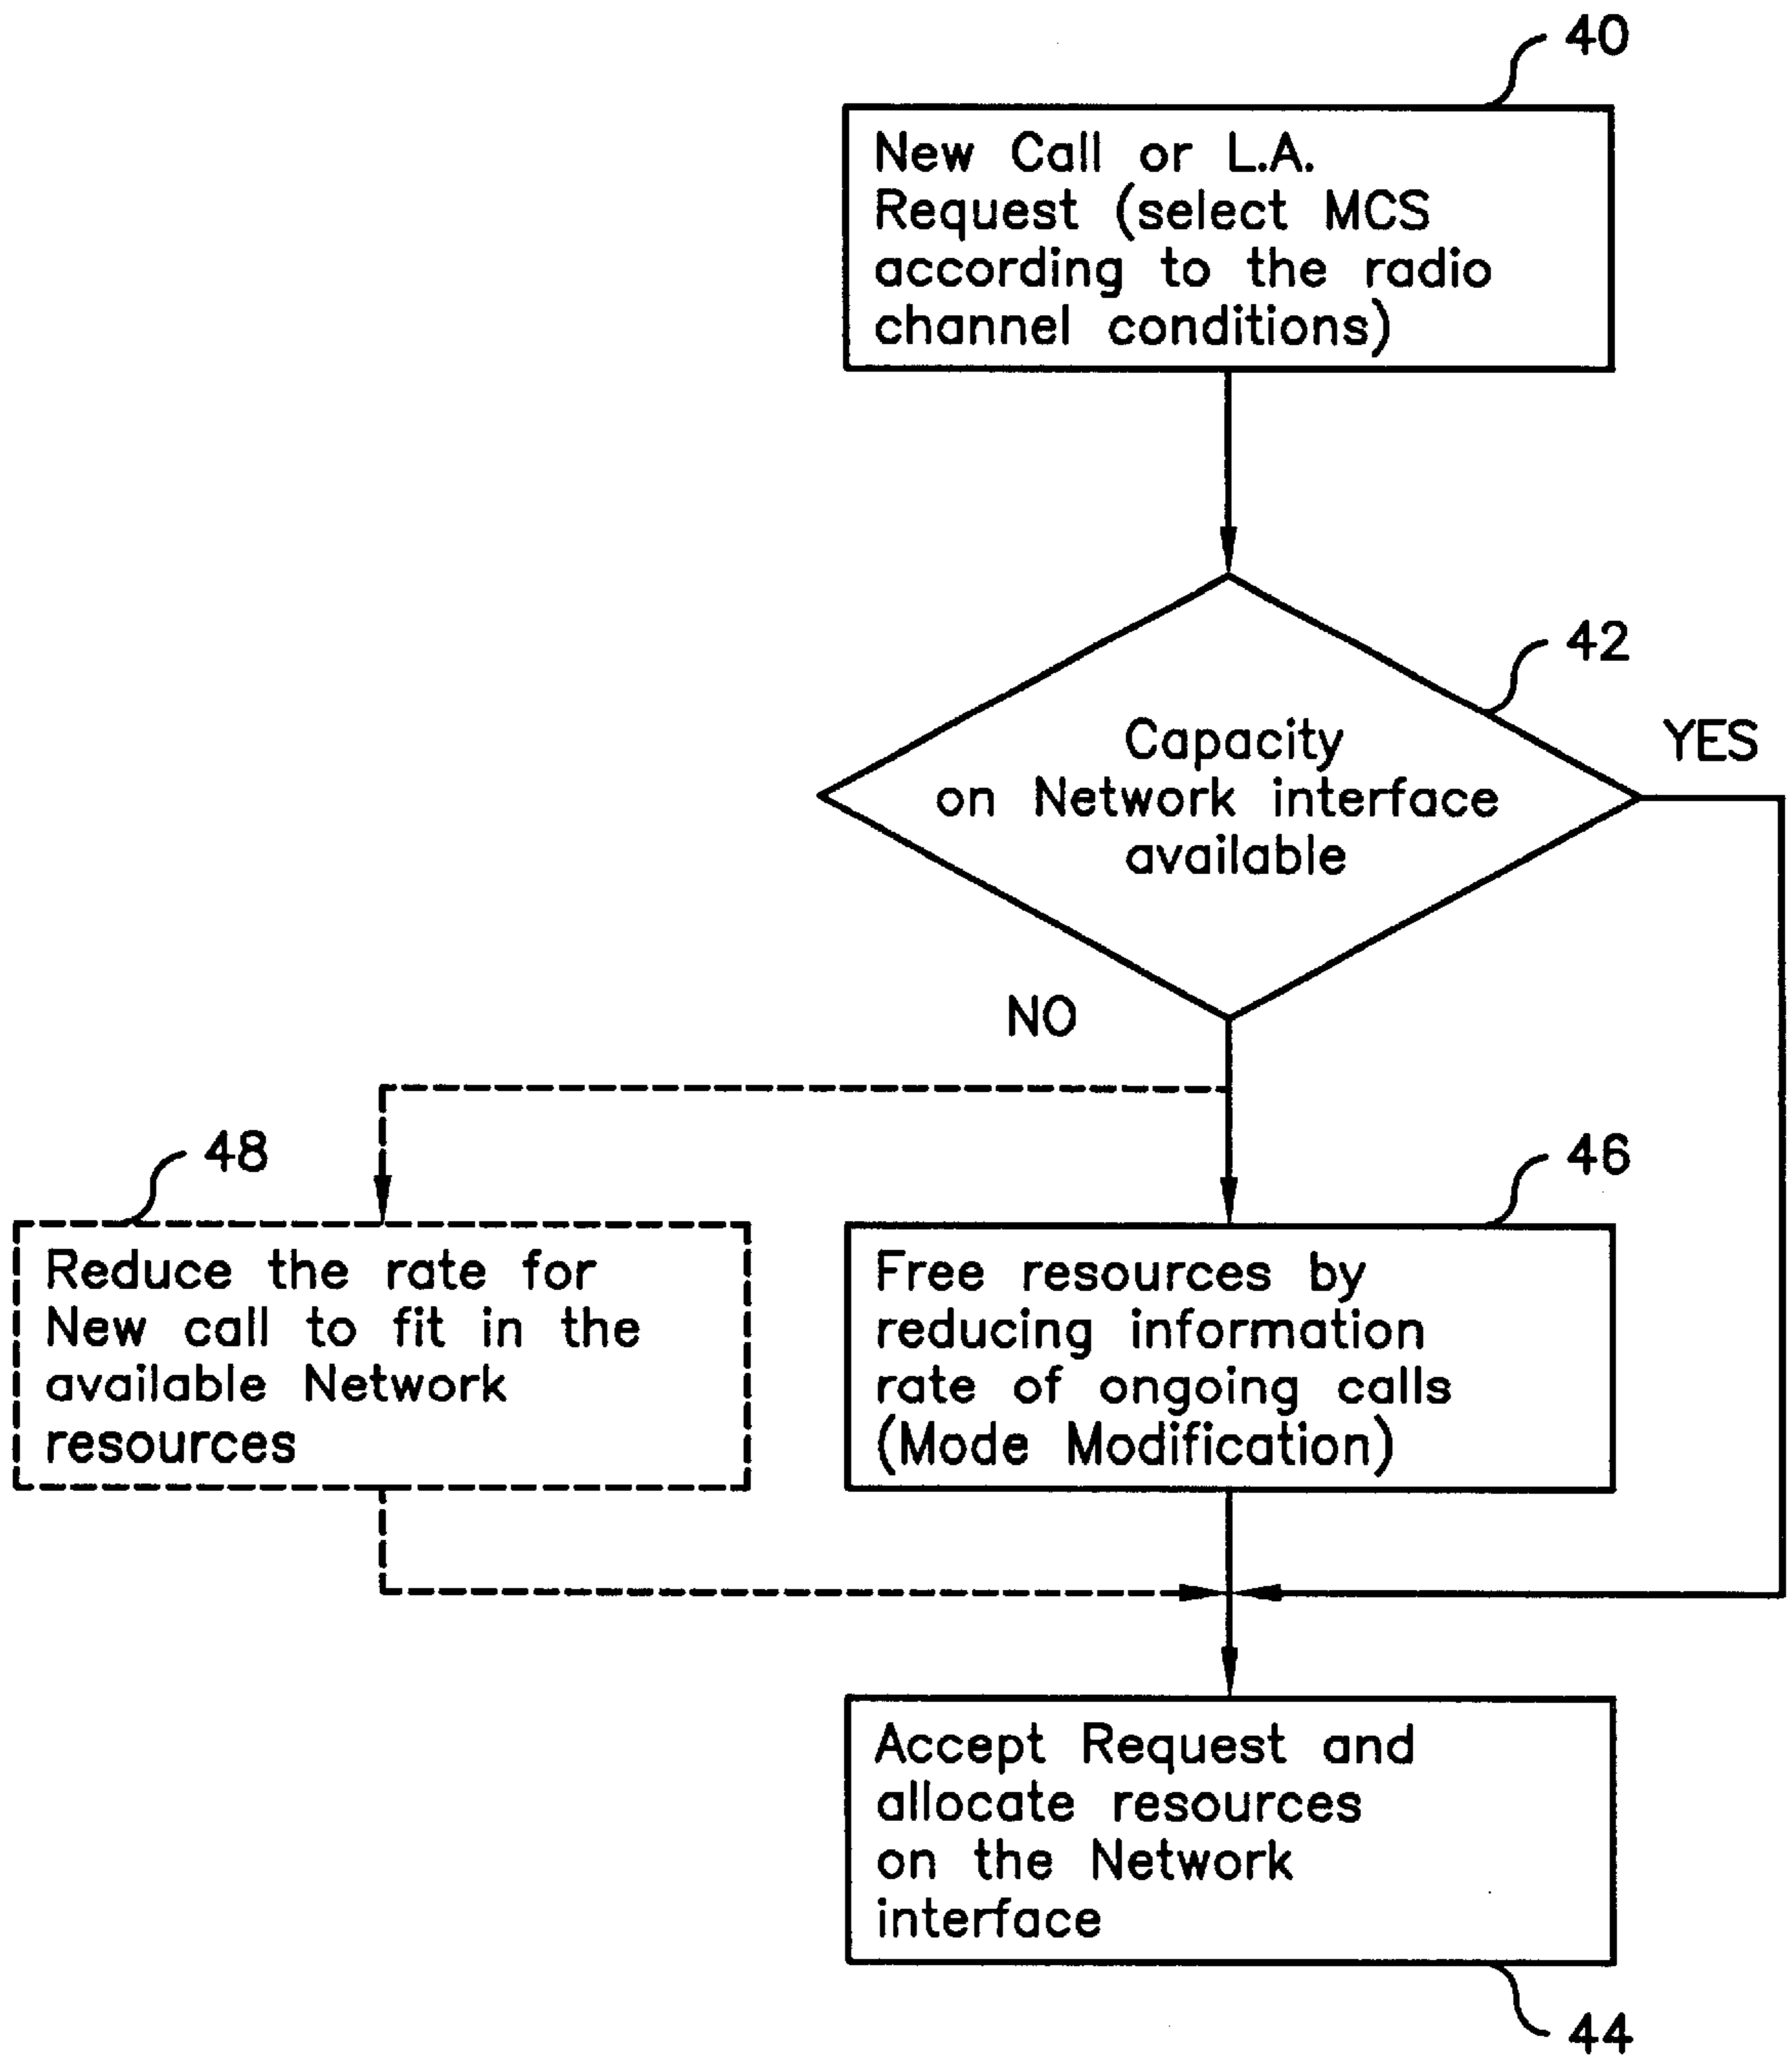 40
New Call or L.A.
Request (select MCS
according to the radio
channel conditions)
42
Capacity
on Network interface
available
YES
NO
48
Reduce the rate for
New call to fit in the
available Network
resources
46
Free resources by
reducing information
rate of ongoing calls
(Mode Modification)
Accept Request and
allocate resources
on the Network
interface
44